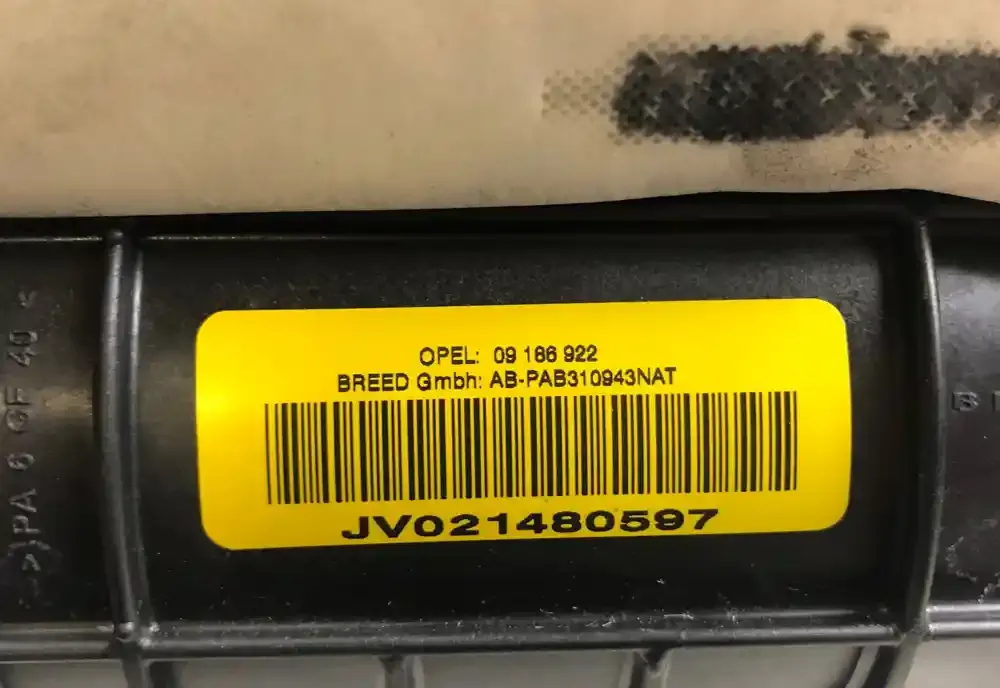 OPEL: 09 186 922
BREED Gmbh: AB-PAB310943NAT
JV021480597
>PA 6 GF 40<